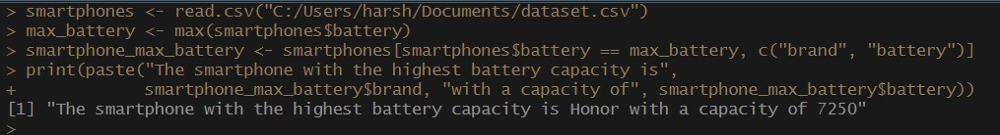 > smartphones <- read.csv("C:/Users/harsh/Documents/dataset.csv")
> max_battery <- max(smartphones$battery)
> smartphone_max_battery <- smartphones[smartphones$battery == max_battery, c("brand", "battery")]
> print(paste("The smartphone with the highest battery capacity is",
+             smartphone_max_battery$brand, "with a capacity of", smartphone_max_battery$battery))
[1] "The smartphone with the highest battery capacity is Honor with a capacity of 7250"
>